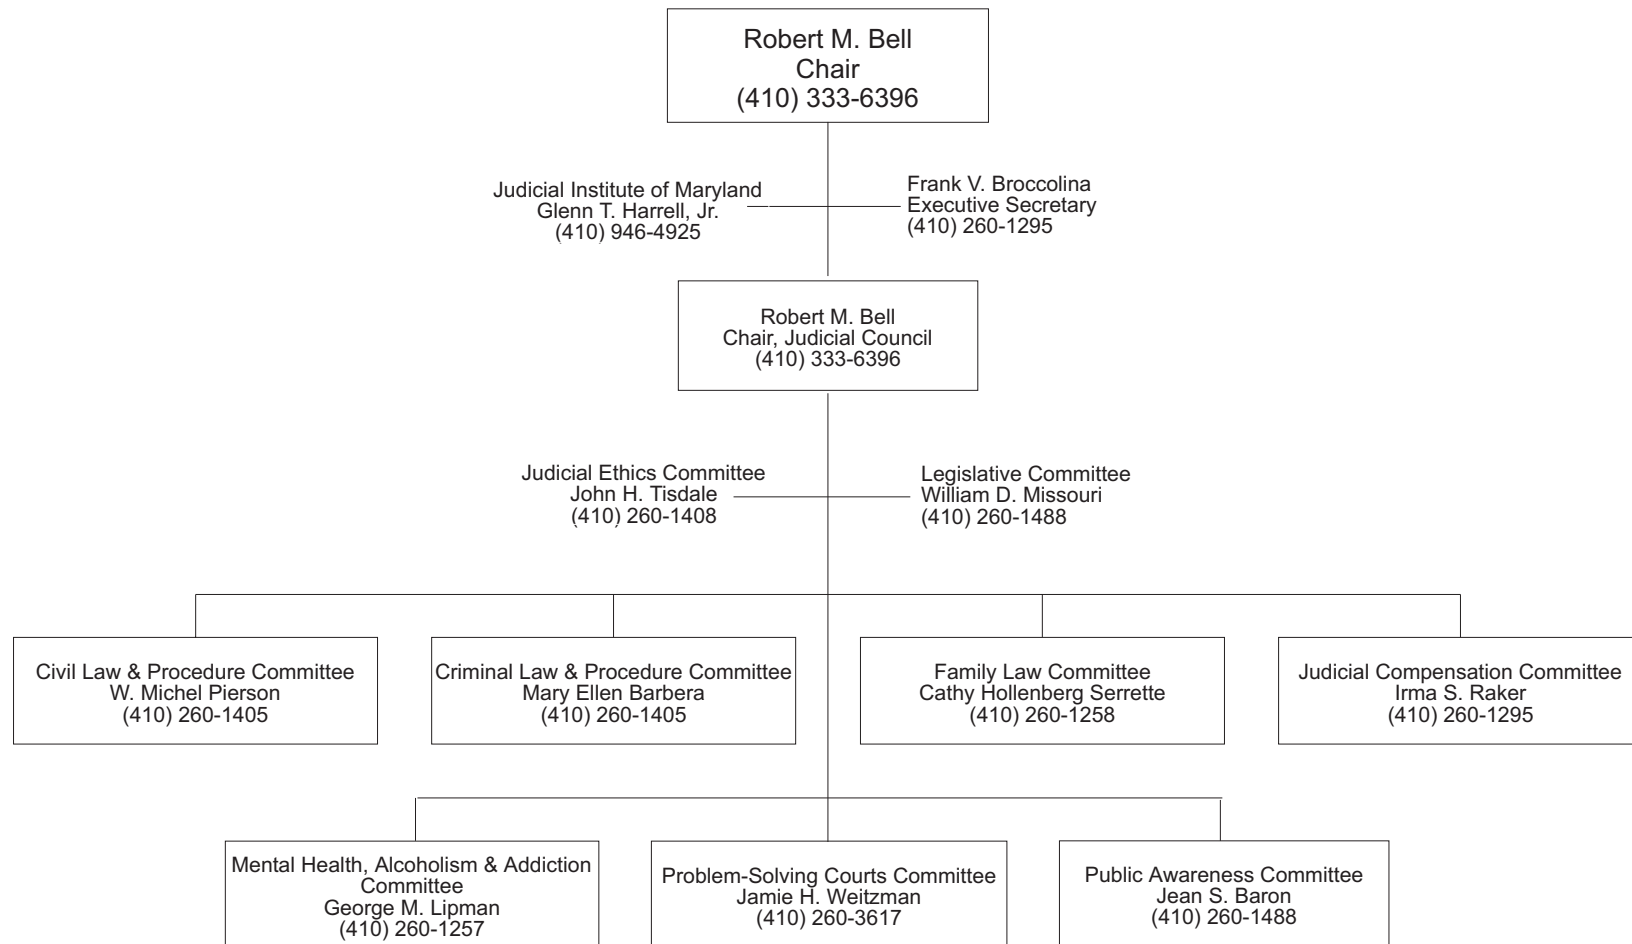 Robert M. Bell
Chair
(410) 333-6396
Judicial Institute of Maryland
Glenn T. Harrell, Jr.
(410) 946-4925
Frank V. Broccolina
Executive Secretary
(410) 260-1295
Robert M. Bell
Chair, Judicial Council
(410) 333-6396
Judicial Ethics Committee
John H. Tisdale
(410) 260-1408
Legislative Committee
William D. Missouri
(410) 260-1488
Civil Law & Procedure Committee
W. Michel Pierson
(410) 260-1405
Criminal Law & Procedure Committee
Mary Ellen Barbera
(410) 260-1405
Family Law Committee
Cathy Hollenberg Serrette
(410) 260-1258
Judicial Compensation Committee
Irma S. Raker
(410) 260-1295
Mental Health, Alcoholism & Addiction
Committee
George M. Lipman
(410) 260-1257
Problem-Solving Courts Committee
Jamie H. Weitzman
(410) 260-3617
Public Awareness Committee
Jean S. Baron
(410) 260-1488